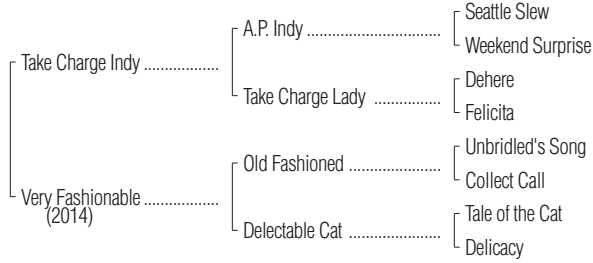 Seattle Slew
A.P. Indy ........................................
Weekend Surprise
Take Charge Indy ..................
Dehere
Take Charge Lady ....................
Felicita
Unbridled's Song
Old Fashioned ...........................
Collect Call
Very Fashionable ..................
(2014)
Tale of the Cat
Delectable Cat ...........................
Delicacy